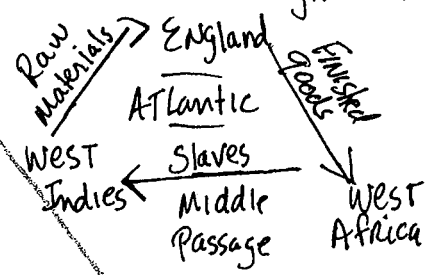 ENGLAND
Raw
Materials
Finished
goods
ATLantic
West
Indies
Slaves
Middle
Passage
West
Africa